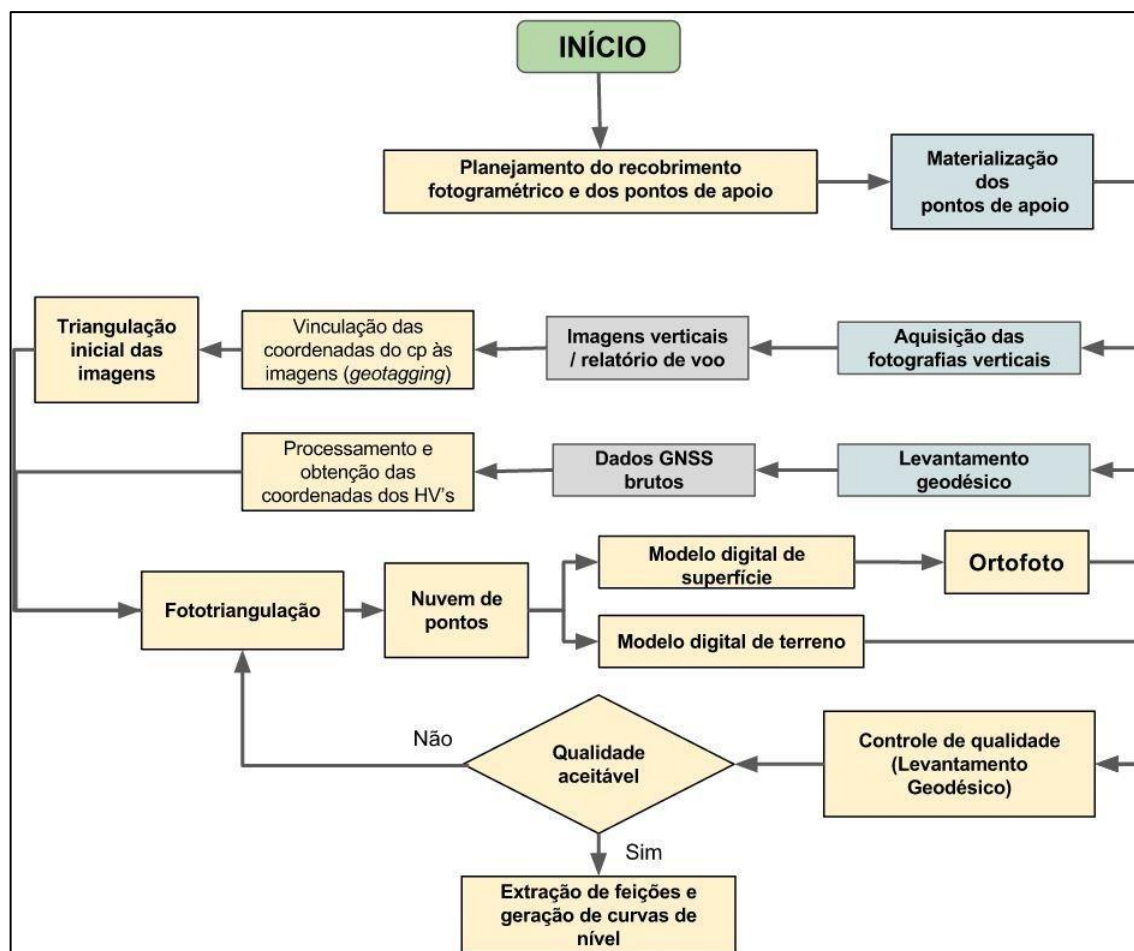 INÍCIO
Planejamento do recobrimento
fotogramétrico e dos pontos de apoio
Materialização
dos
pontos de apoio
Triangulação
inicial das
imagens
Vinculação das
coordenadas do cp às
imagens (geotagging)
Imagens verticais
/ relatório de voo
Aquisição das
fotografias verticais
Processamento e
obtenção das
coordenadas dos HV's
Dados GNSS
brutos
Levantamento
geodésico
Fototriangulação
Nuvem de
pontos
Modelo digital de
superfície
Ortofoto
Modelo digital de terreno
Não
Qualidade
aceitável
Controle de qualidade
(Levantamento
Geodésico)
Sim
Extração de feições e
geração de curvas de
nível